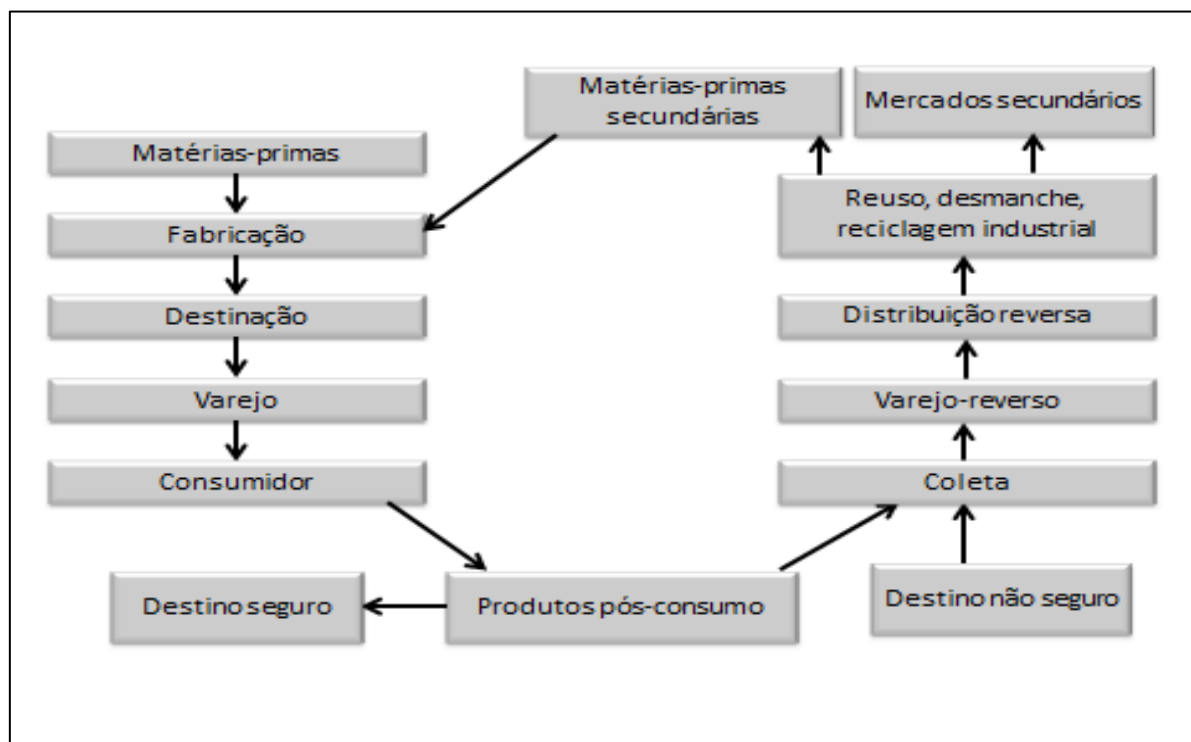 Matérias-primas
secundárias
Mercados secundários
Matérias-primas
Reuso, desmanche,
reciclagem industrial
Fabricação
Destinação
Distribuição reversa
Varejo
Varejo-reverso
Consumidor
Coleta
Destino seguro
Produtos pós-consumo
Destino não seguro